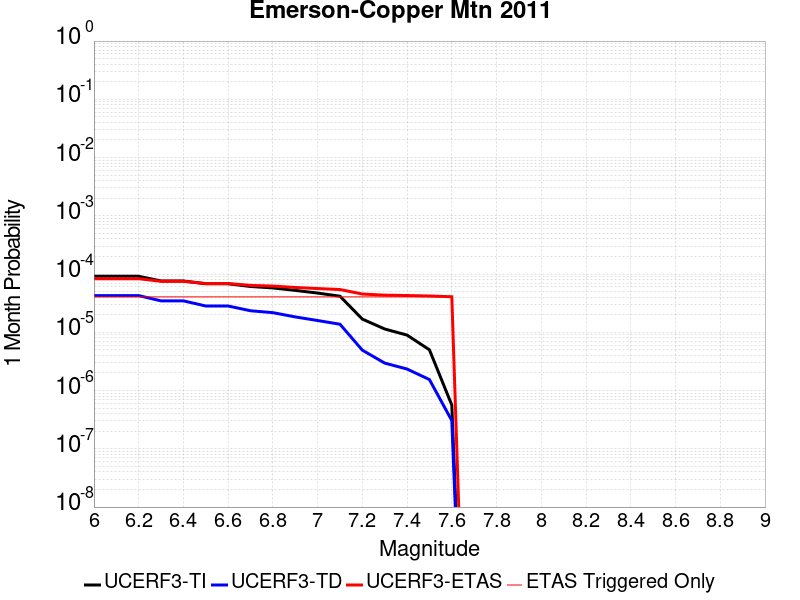 Emerson-Copper Mtn 2011
1 Month Probability
10^0
10^-1
10^-2
10^-3
10^-4
10^-5
10^-6
10^-7
10^-8
6 6.2 6.4 6.6 6.8 7 7.2 7.4 7.6 7.8 8 8.2 8.4 8.6 8.8 9
Magnitude
UCERF3-TI UCERF3-TD UCERF3-ETAS ETAS Triggered Only